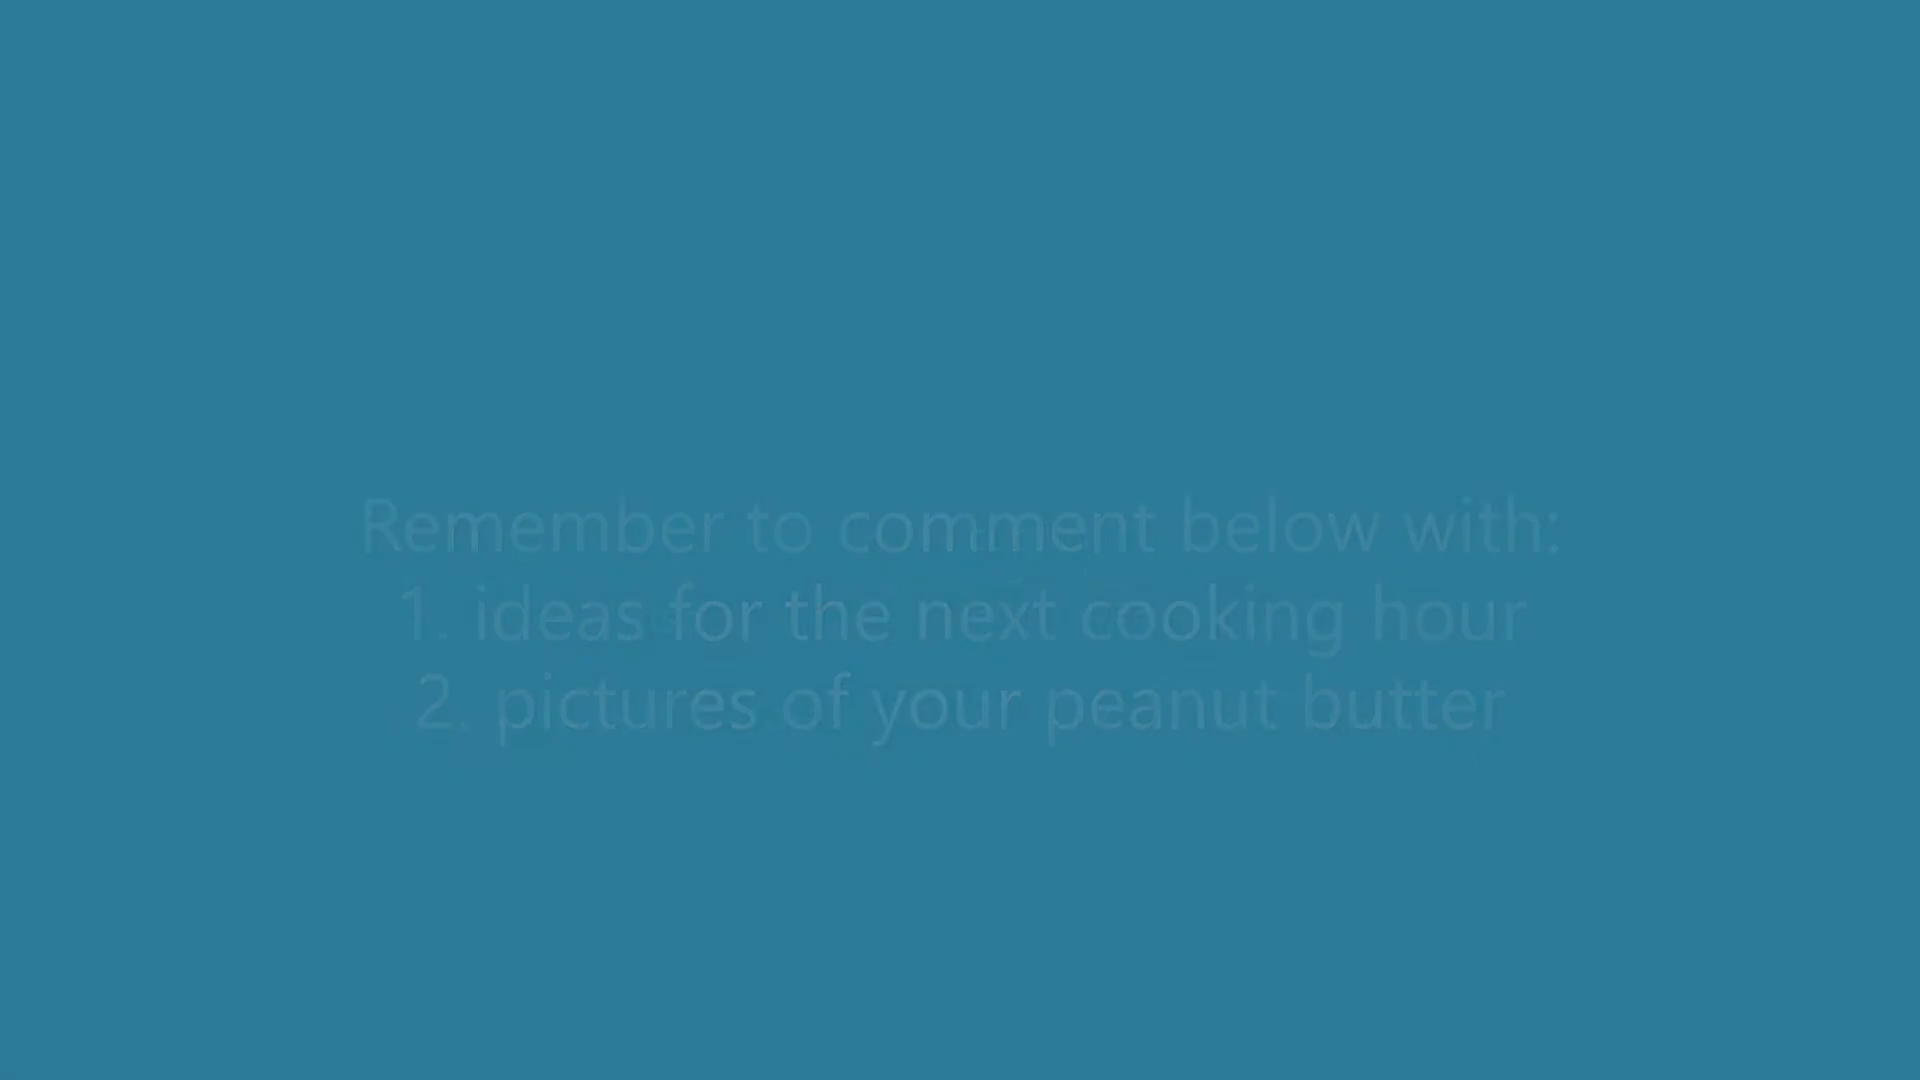 Remember to comment below with:
1. ideas for the next cooking hour
2. pictures of your peanut butter